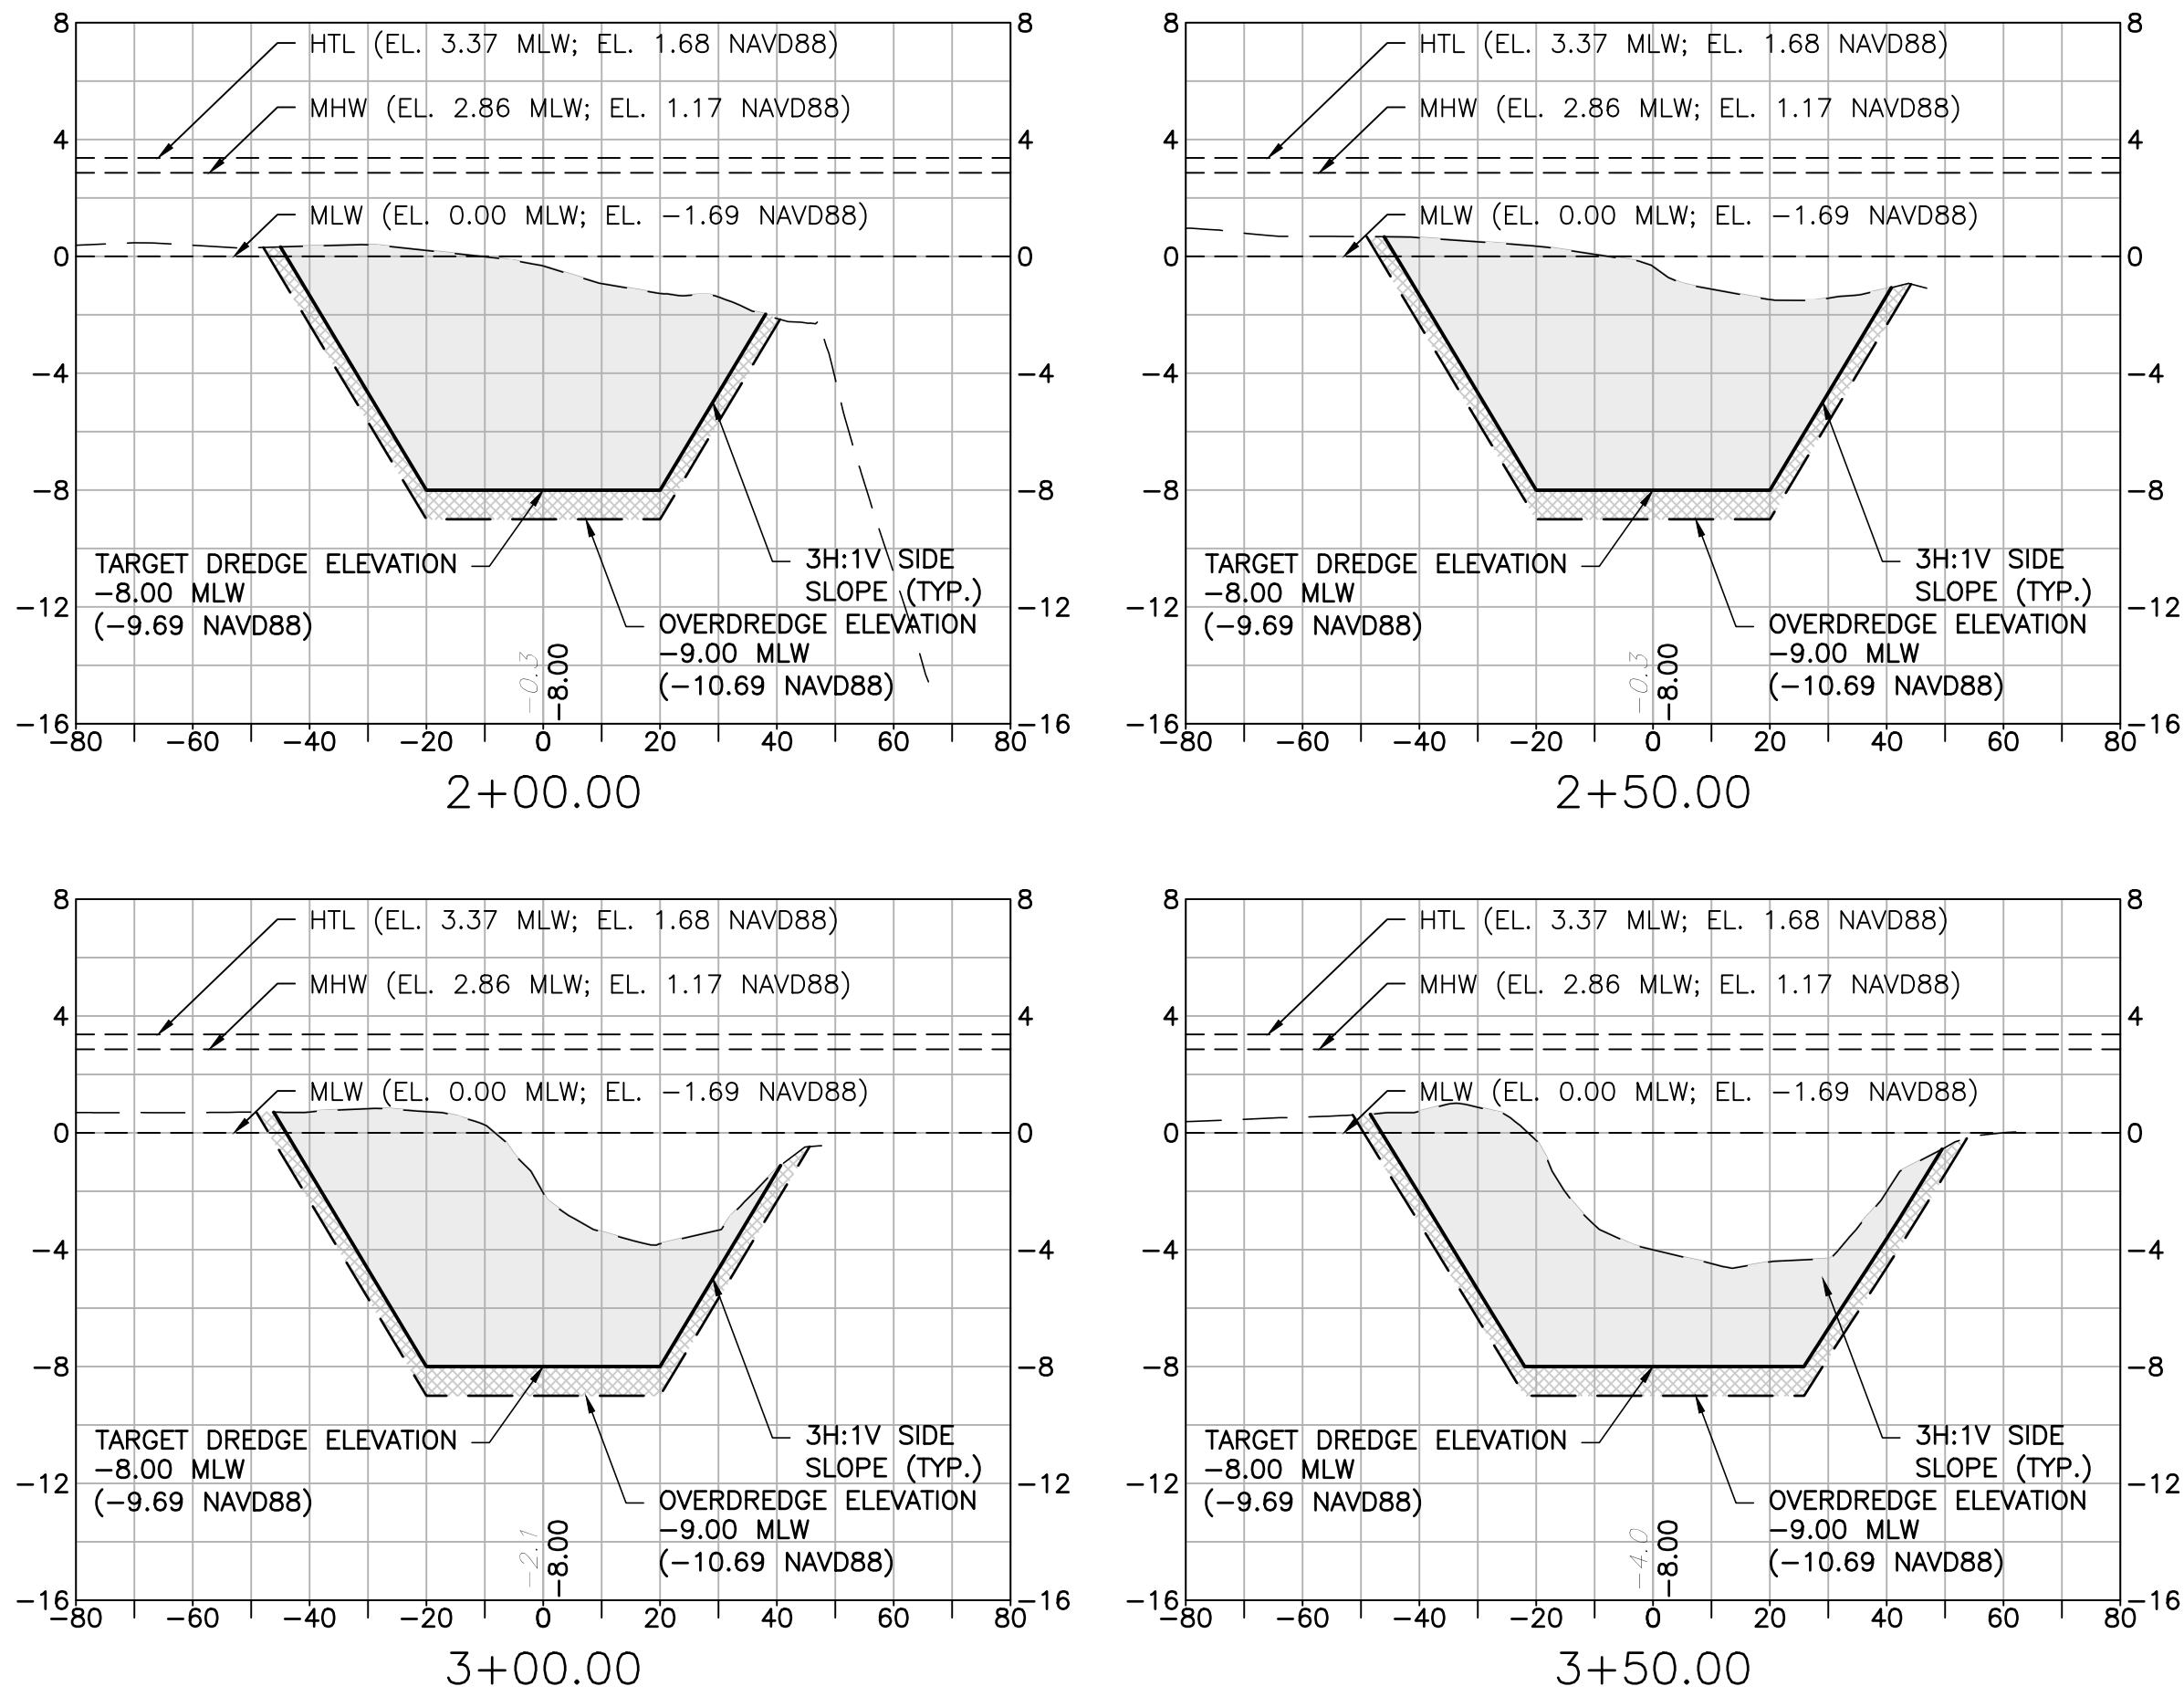 8
4
0
−4
−8
−12
−16
8
4
0
−4
−8
−12
−16
HTL (EL. 3.37 MLW; EL. 1.68 NAVD88)
MHW (EL. 2.86 MLW; EL. 1.17 NAVD88)
MLW (EL. 0.00 MLW; EL. −1.69 NAVD88)
TARGET DREDGE ELEVATION
−8.00 MLW
(−9.69 NAVD88)
3H:1V SIDE
SLOPE (TYP.)
OVERDREDGE ELEVATION
−9.00 MLW
(−10.69 NAVD88)
−0.3
−8.00
−80 −60 −40 −20 0 20 40 60 80
2+00.00
8
4
0
−4
−8
−12
−16
8
4
0
−4
−8
−12
−16
HTL (EL. 3.37 MLW; EL. 1.68 NAVD88)
MHW (EL. 2.86 MLW; EL. 1.17 NAVD88)
MLW (EL. 0.00 MLW; EL. −1.69 NAVD88)
TARGET DREDGE ELEVATION
−8.00 MLW
(−9.69 NAVD88)
3H:1V SIDE
SLOPE (TYP.)
OVERDREDGE ELEVATION
−9.00 MLW
(−10.69 NAVD88)
−0.3
−8.00
−80 −60 −40 −20 0 20 40 60 80
2+50.00
8
4
0
−4
−8
−12
−16
8
4
0
−4
−8
−12
−16
HTL (EL. 3.37 MLW; EL. 1.68 NAVD88)
MHW (EL. 2.86 MLW; EL. 1.17 NAVD88)
MLW (EL. 0.00 MLW; EL. −1.69 NAVD88)
TARGET DREDGE ELEVATION
−8.00 MLW
(−9.69 NAVD88)
3H:1V SIDE
SLOPE (TYP.)
OVERDREDGE ELEVATION
−9.00 MLW
(−10.69 NAVD88)
−2.1
−8.00
−80 −60 −40 −20 0 20 40 60 80
3+00.00
8
4
0
−4
−8
−12
−16
8
4
0
−4
−8
−12
−16
HTL (EL. 3.37 MLW; EL. 1.68 NAVD88)
MHW (EL. 2.86 MLW; EL. 1.17 NAVD88)
MLW (EL. 0.00 MLW; EL. −1.69 NAVD88)
TARGET DREDGE ELEVATION
−8.00 MLW
(−9.69 NAVD88)
3H:1V SIDE
SLOPE (TYP.)
OVERDREDGE ELEVATION
−9.00 MLW
(−10.69 NAVD88)
−4.0
−8.00
−80 −60 −40 −20 0 20 40 60 80
3+50.00